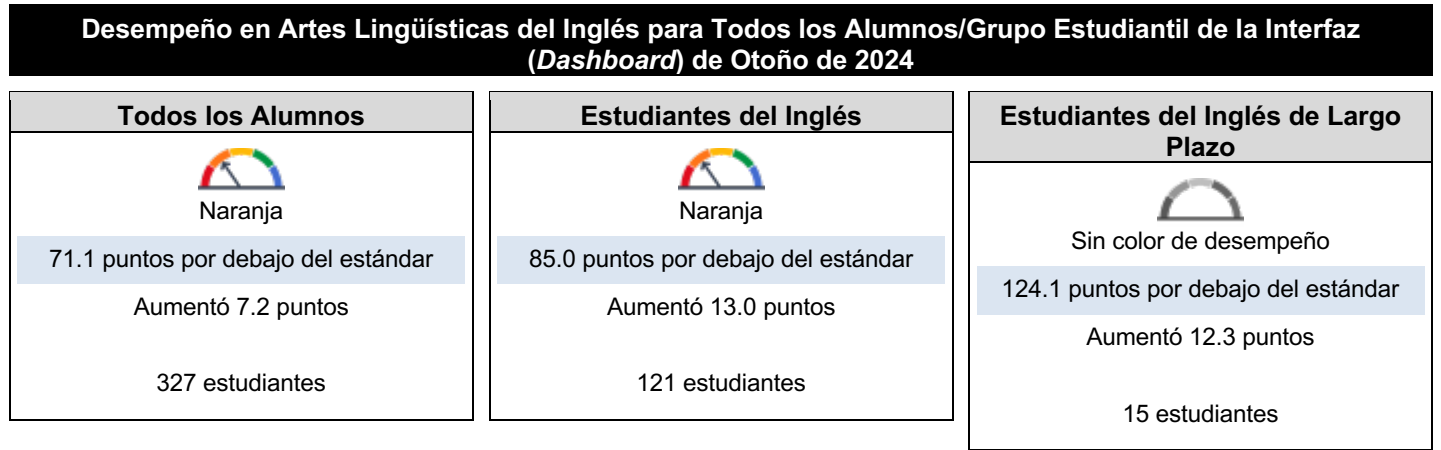 Desempeño en Artes Lingüísticas del Inglés para Todos los Alumnos/Grupo Estudiantil de la Interfaz
(Dashboard) de Otoño de 2024
Todos los Alumnos
Naranja
71.1 puntos por debajo del estándar
Aumentó 7.2 puntos
327 estudiantes
Estudiantes del Inglés
Naranja
85.0 puntos por debajo del estándar
Aumentó 13.0 puntos
121 estudiantes
Estudiantes del Inglés de Largo
Plazo
Sin color de desempeño
124.1 puntos por debajo del estándar
Aumentó 12.3 puntos
15 estudiantes